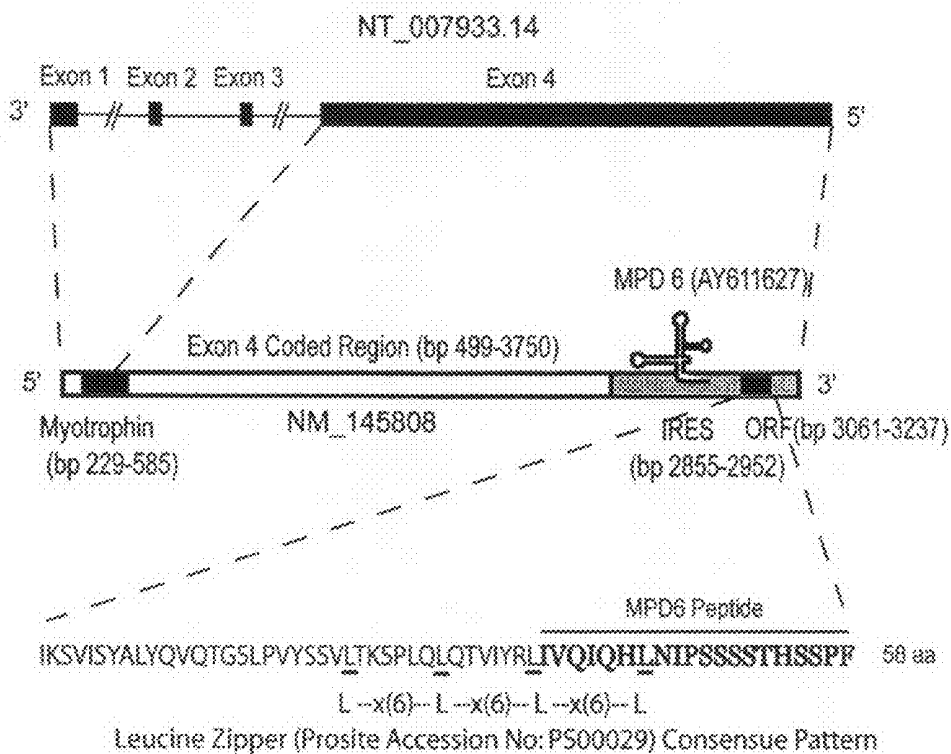 NT_007933.14
Exon 1 Exon 2 Exon 3 Exon 4
3' 5'
MPD 6 (AY611627)
Exon 4 Coded Region (bp 499-3750)
5' 3'
Myotrophin NM_145808 IRES ORF(bp 3061-3237)
(bp 229-585) (bp 2855-2952)
MPD6 Peptide
IKSVISYALYQVQTGSLPVYSSVLTKSPLQLQTVIYRLIVQIQHLNIPSSSSTHSSPF 58 aa
L --x(6)-- L --x(6)-- L --x(6)-- L
Leucine Zipper (Prosite Accession No: PS00029) Consensue Pattern